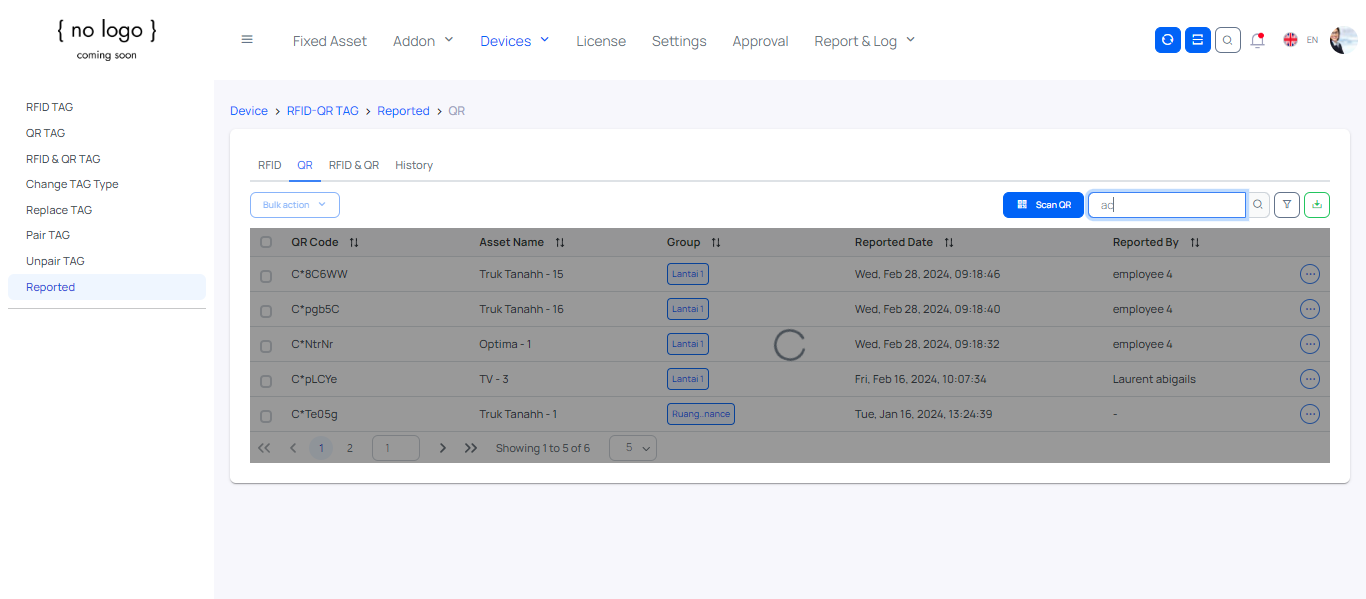 { no logo }
coming soon
Fixed Asset Addon Devices License Settings Approval Report & Log EN
RFID TAG
QR TAG
RFID & QR TAG
Change TAG Type
Replace TAG
Pair TAG
Unpair TAG
Reported
Device > RFID-QR TAG > Reported > QR
RFID QR RFID & QR History
Bulk action Scan QR ac
QR Code Asset Name Group Reported Date Reported By
C*8C6WW Truk Tanahh - 15 Lantai 1 Wed, Feb 28, 2024, 09:18:46 employee 4
C*pgb5C Truk Tanahh - 16 Lantai 1 Wed, Feb 28, 2024, 09:18:40 employee 4
C*NtrNr Optima - 1 Lantai 1 Wed, Feb 28, 2024, 09:18:32 employee 4
C*pLCYe TV - 3 Lantai 1 Fri, Feb 16, 2024, 10:07:34 Laurent abigails
C*Te05g Truk Tanahh - 1 Ruang..nance Tue, Jan 16, 2024, 13:24:39 -
1 2 1 Showing 1 to 5 of 6 5